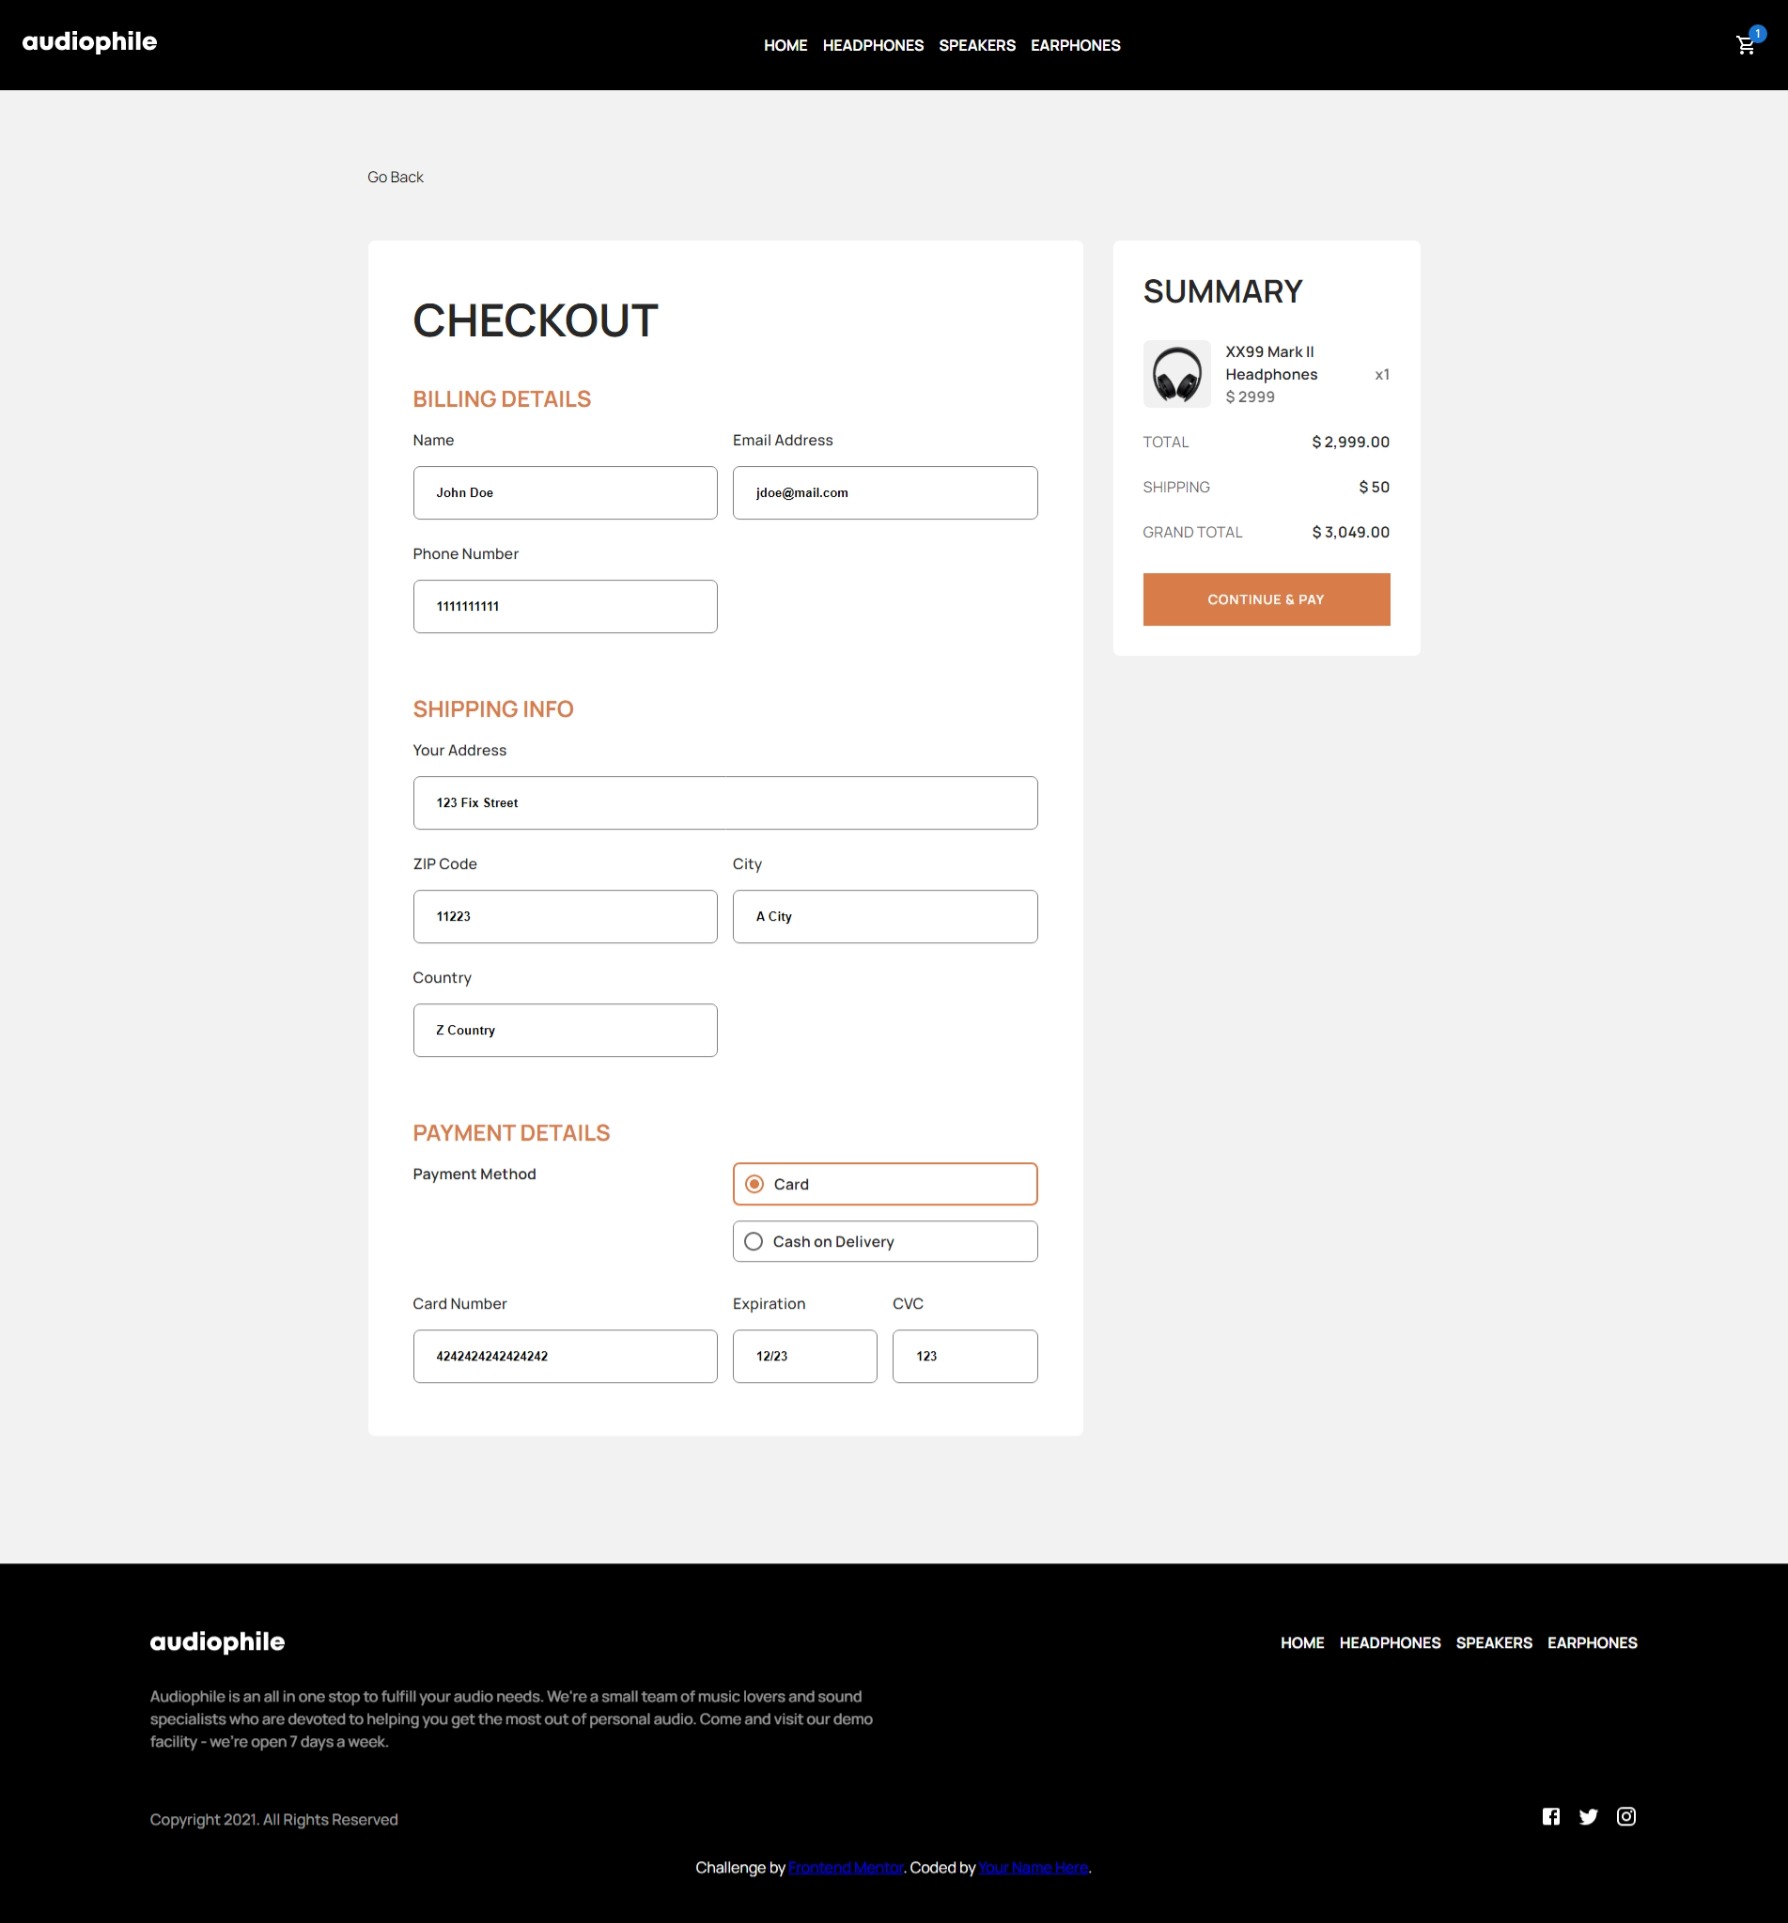 audiophile
HOME HEADPHONES SPEAKERS EARPHONES
1
Go Back
CHECKOUT
BILLING DETAILS
Name
Email Address
John Doe
jdoe@mail.com
Phone Number
1111111111
SHIPPING INFO
Your Address
123 Fix Street
ZIP Code
City
11223
A City
Country
Z Country
PAYMENT DETAILS
Payment Method
Card
Cash on Delivery
Card Number
Expiration
CVC
4242424242424242
12/23
123
SUMMARY
XX99 Mark II
Headphones
x1
$ 2999
TOTAL
$ 2,999.00
SHIPPING
$ 50
GRAND TOTAL
$ 3,049.00
CONTINUE & PAY
audiophile
HOME HEADPHONES SPEAKERS EARPHONES
Audiophile is an all in one stop to fulfill your audio needs. We're a small team of music lovers and sound
specialists who are devoted to helping you get the most out of personal audio. Come and visit our demo
facility - we're open 7 days a week.
Copyright 2021. All Rights Reserved
Challenge by Frontend Mentor. Coded by Your Name Here.